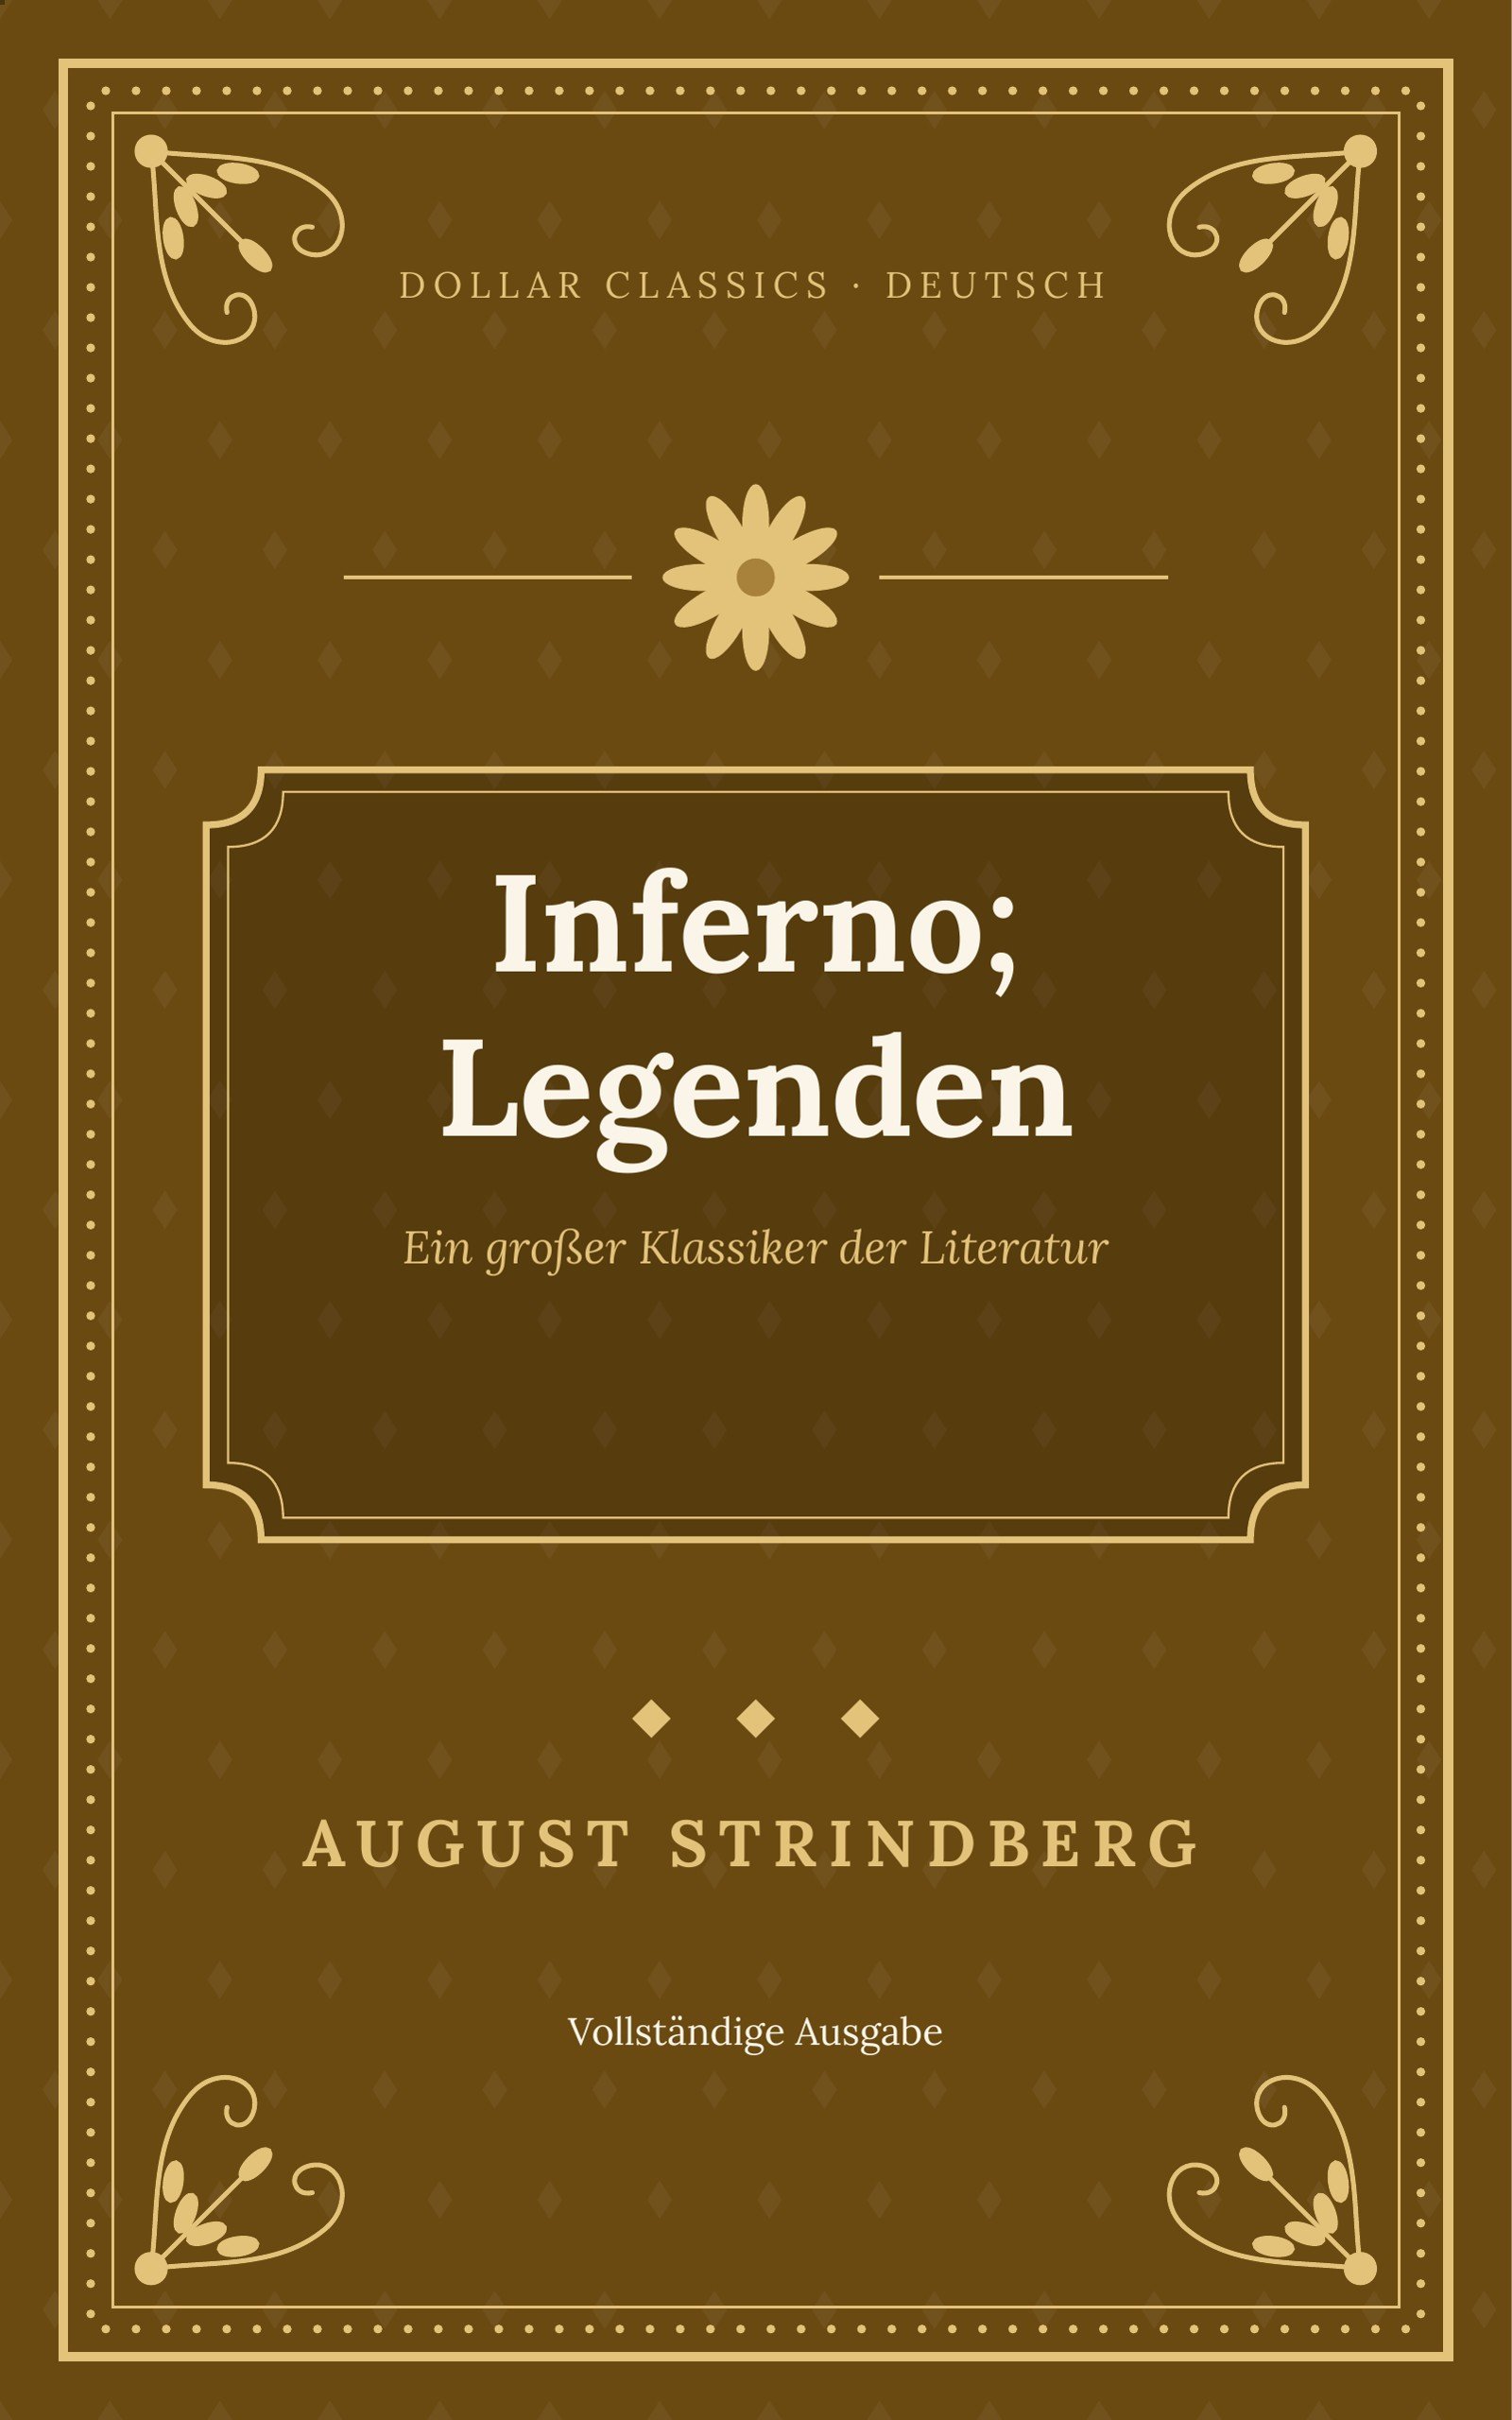 DOLLAR CLASSICS · DEUTSCH
Inferno;
Legenden
Ein großer Klassiker der Literatur
AUGUST STRINDBERG
Vollständige Ausgabe